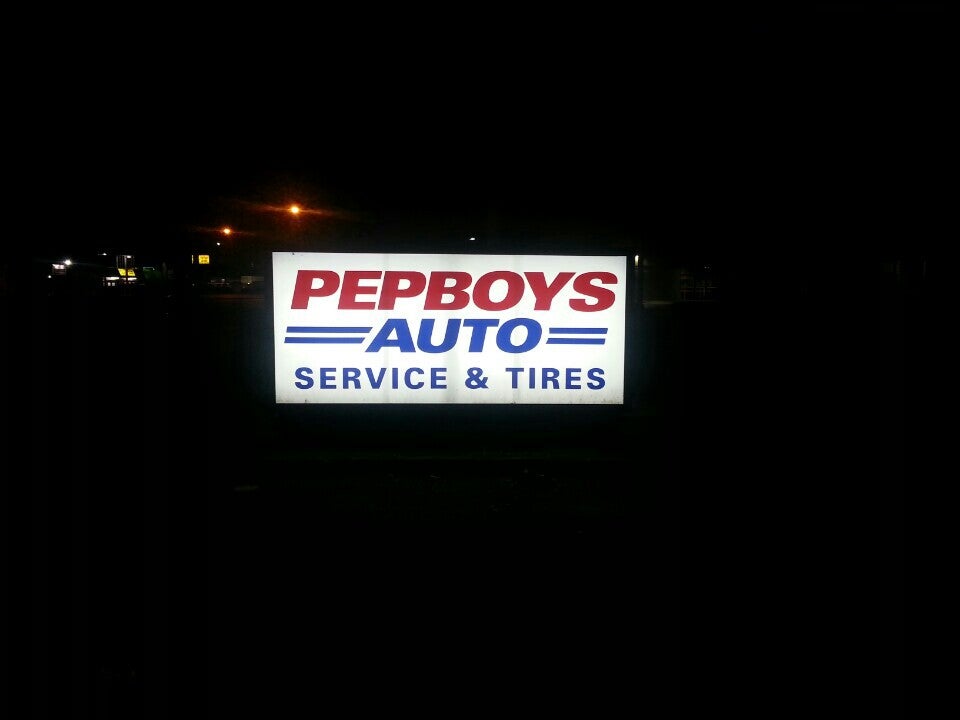 PEPBOYS
AUTO
SERVICE & TIRES